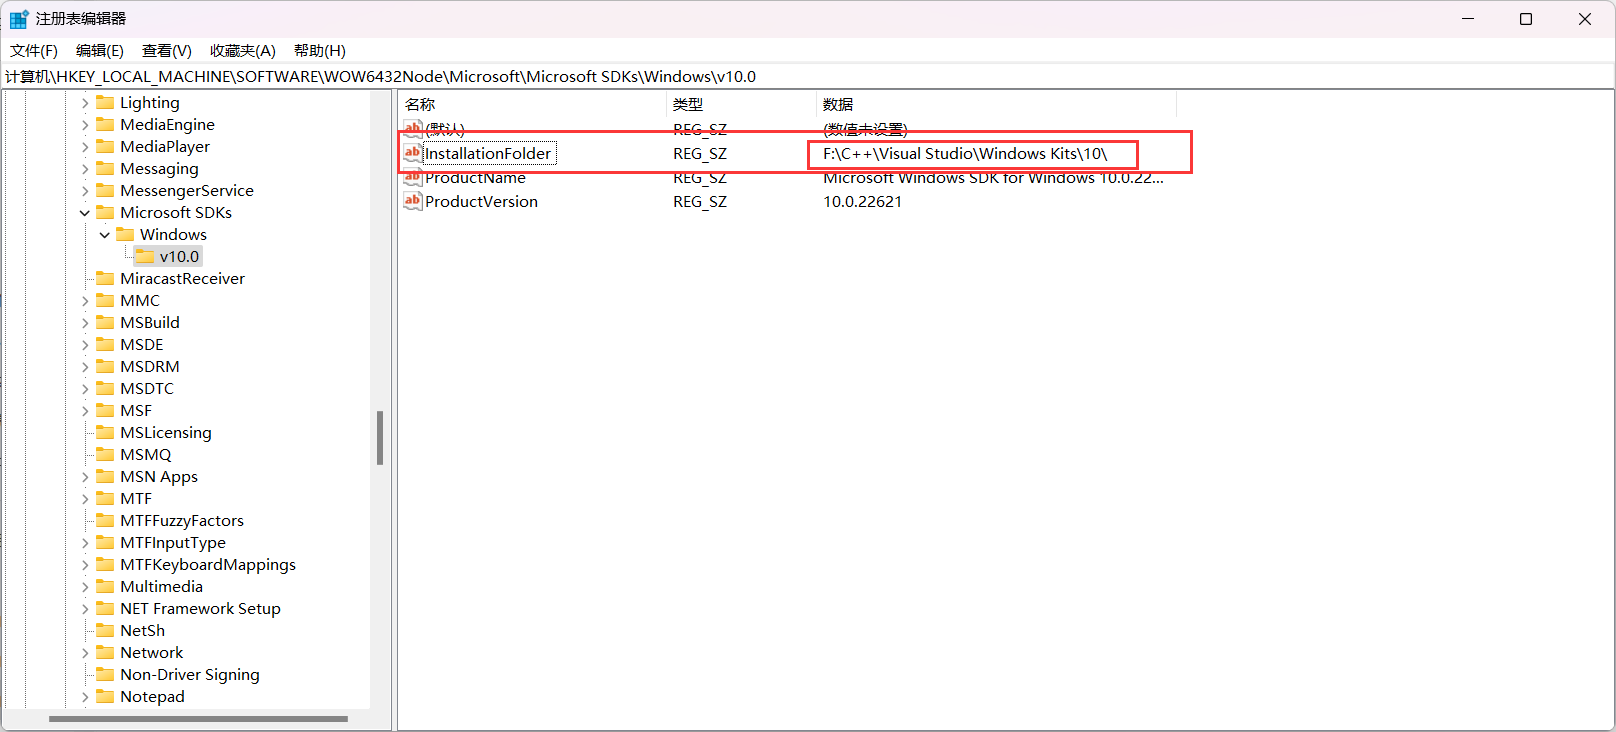 注册表编辑器
文件(F) 编辑(E) 查看(V) 收藏夹(A) 帮助(H)
计算机\HKEY_LOCAL_MACHINE\SOFTWARE\WOW6432Node\Microsoft\Microsoft SDKs\Windows\v10.0
Lighting
MediaEngine
MediaPlayer
Messaging
MessengerService
Microsoft SDKs
Windows
v10.0
MiracastReceiver
MMC
MSBuild
MSDE
MSDRM
MSDTC
MSF
MSLicensing
MSMQ
MSN Apps
MTF
MTFFuzzyFactors
MTFInputType
MTFKeyboardMappings
Multimedia
NET Framework Setup
NetSh
Network
Non-Driver Signing
Notepad
名称 类型 数据
ab (默认) REG_SZ (数值未设置)
ab InstallationFolder REG_SZ F:\C++\Visual Studio\Windows Kits\10\
ab ProductName REG_SZ Microsoft Windows SDK for Windows 10.0.22...
ab ProductVersion REG_SZ 10.0.22621